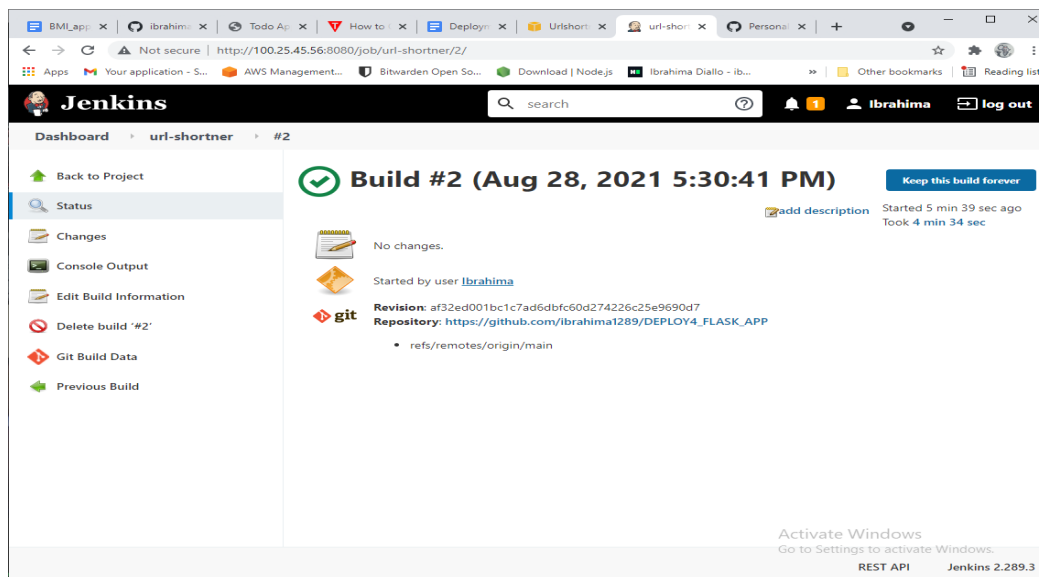 BMI_app
ibrahima
Todo Ap
How to
Deployn
Urlshort
url-short
Personal
Not secure | http://100.25.45.56:8080/job/url-shortner/2/
Apps Your application - S... AWS Management... Bitwarden Open So... Download | Node.js Ibrahima Diallo - ib... » Other bookmarks Reading list
Jenkins search 1 Ibrahima log out
Dashboard url-shortner #2
Back to Project
Status
Changes
Console Output
Edit Build Information
Delete build '#2'
Git Build Data
Previous Build
Build #2 (Aug 28, 2021 5:30:41 PM)
Keep this build forever
add description
Started 5 min 39 sec ago
Took 4 min 34 sec
No changes.
Started by user Ibrahima
git
Revision: af32ed001bc1c7ad6dbfc60d274226c25e9690d7
Repository: https://github.com/ibrahima1289/DEPLOY4_FLASK_APP
• refs/remotes/origin/main
Activate Windows
Go to Settings to activate Windows.
REST API Jenkins 2.289.3